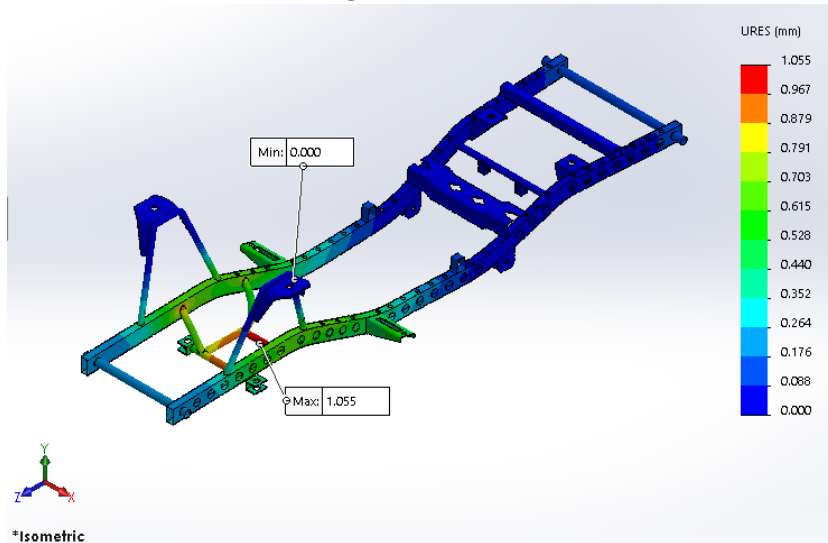 URES (mm)
1.055
0.967
0.879
0.791
0.703
0.615
0.528
0.440
0.352
0.264
0.176
0.088
0.000
Min: 0.000
Max: 1.055
Y
Z
X
*Isometric